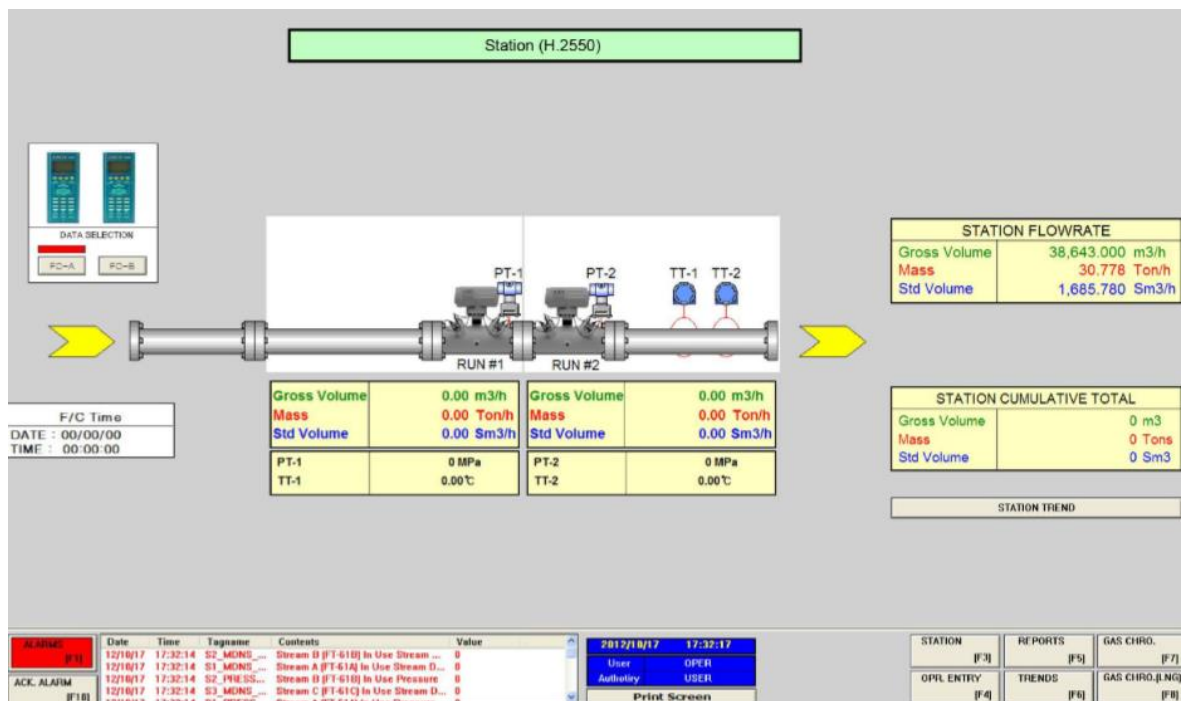 Station (H.2550)
DATA SELECTION
FC-A FC-B
PT-1 PT-2 TT-1 TT-2
RUN #1 RUN #2
STATION FLOWRATE
Gross Volume 38,643.000 m3/h
Mass 30.778 Ton/h
Std Volume 1,685.780 Sm3/h
F/C Time
DATE : 00/00/00
TIME : 00:00:00
Gross Volume 0.00 m3/h
Mass 0.00 Ton/h
Std Volume 0.00 Sm3/h
PT-1 0 MPa
TT-1 0.00℃
Gross Volume 0.00 m3/h
Mass 0.00 Ton/h
Std Volume 0.00 Sm3/h
PT-2 0 MPa
TT-2 0.00℃
STATION CUMULATIVE TOTAL
Gross Volume 0 m3
Mass 0 Tons
Std Volume 0 Sm3
STATION TREND
ALARMS [F1]
ACK. ALARM [F10]
Date Time Tagname Contents Value
12/10/17 17:32:14 S2_MDNS_... Stream B (FT-61B) In Use Stream ... 0
12/10/17 17:32:14 S1_MDNS_... Stream A (FT-61A) In Use Stream D... 0
12/10/17 17:32:14 S2_PRESS... Stream B (FT-61B) In Use Pressure 0
12/10/17 17:32:14 S3_MDNS_... Stream C (FT-61C) In Use Stream D... 0
2012/10/17 17:32:17
User OPER
Authotiry USER
Print Screen
STATION [F3]
REPORTS [F5]
GAS CHRO. [F7]
OPR. ENTRY [F4]
TRENDS [F6]
GAS CHRO.(LNG) [F8]